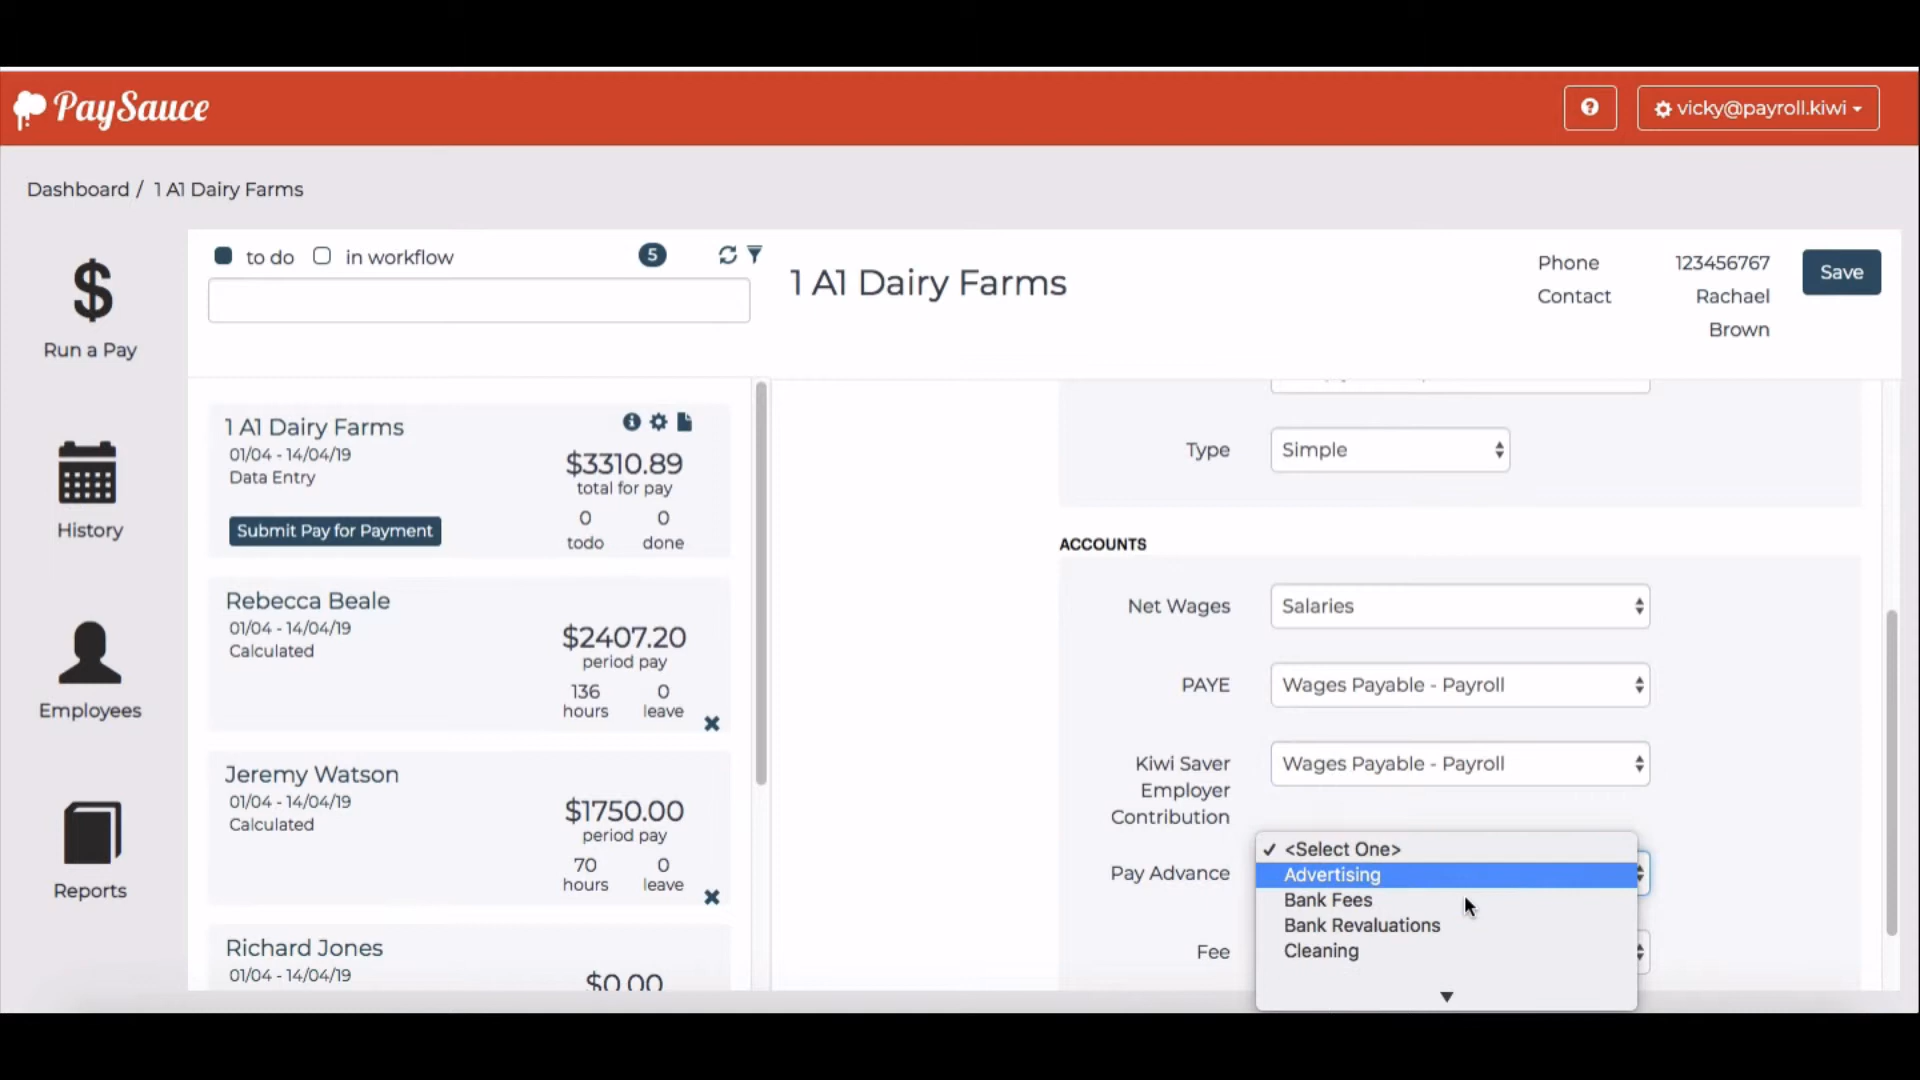 PaySauce
? vicky@payroll.kiwi
Dashboard / 1 A1 Dairy Farms
Run a Pay
History
Employees
Reports
to do in workflow 5
1 A1 Dairy Farms
Phone 123456767
Contact Rachael
Brown
Save
1 A1 Dairy Farms
01/04 - 14/04/19
Data Entry
Submit Pay for Payment
$3310.89
total for pay
0 0
todo done
Rebecca Beale
01/04 - 14/04/19
Calculated
$2407.20
period pay
136 0
hours leave
Jeremy Watson
01/04 - 14/04/19
Calculated
$1750.00
period pay
70 0
hours leave
Richard Jones
01/04 - 14/04/19
$0.00
Type Simple
ACCOUNTS
Net Wages Salaries
PAYE Wages Payable - Payroll
Kiwi Saver Wages Payable - Payroll
Employer
Contribution
Pay Advance
✓ <Select One>
Advertising
Bank Fees
Bank Revaluations
Cleaning
Fee